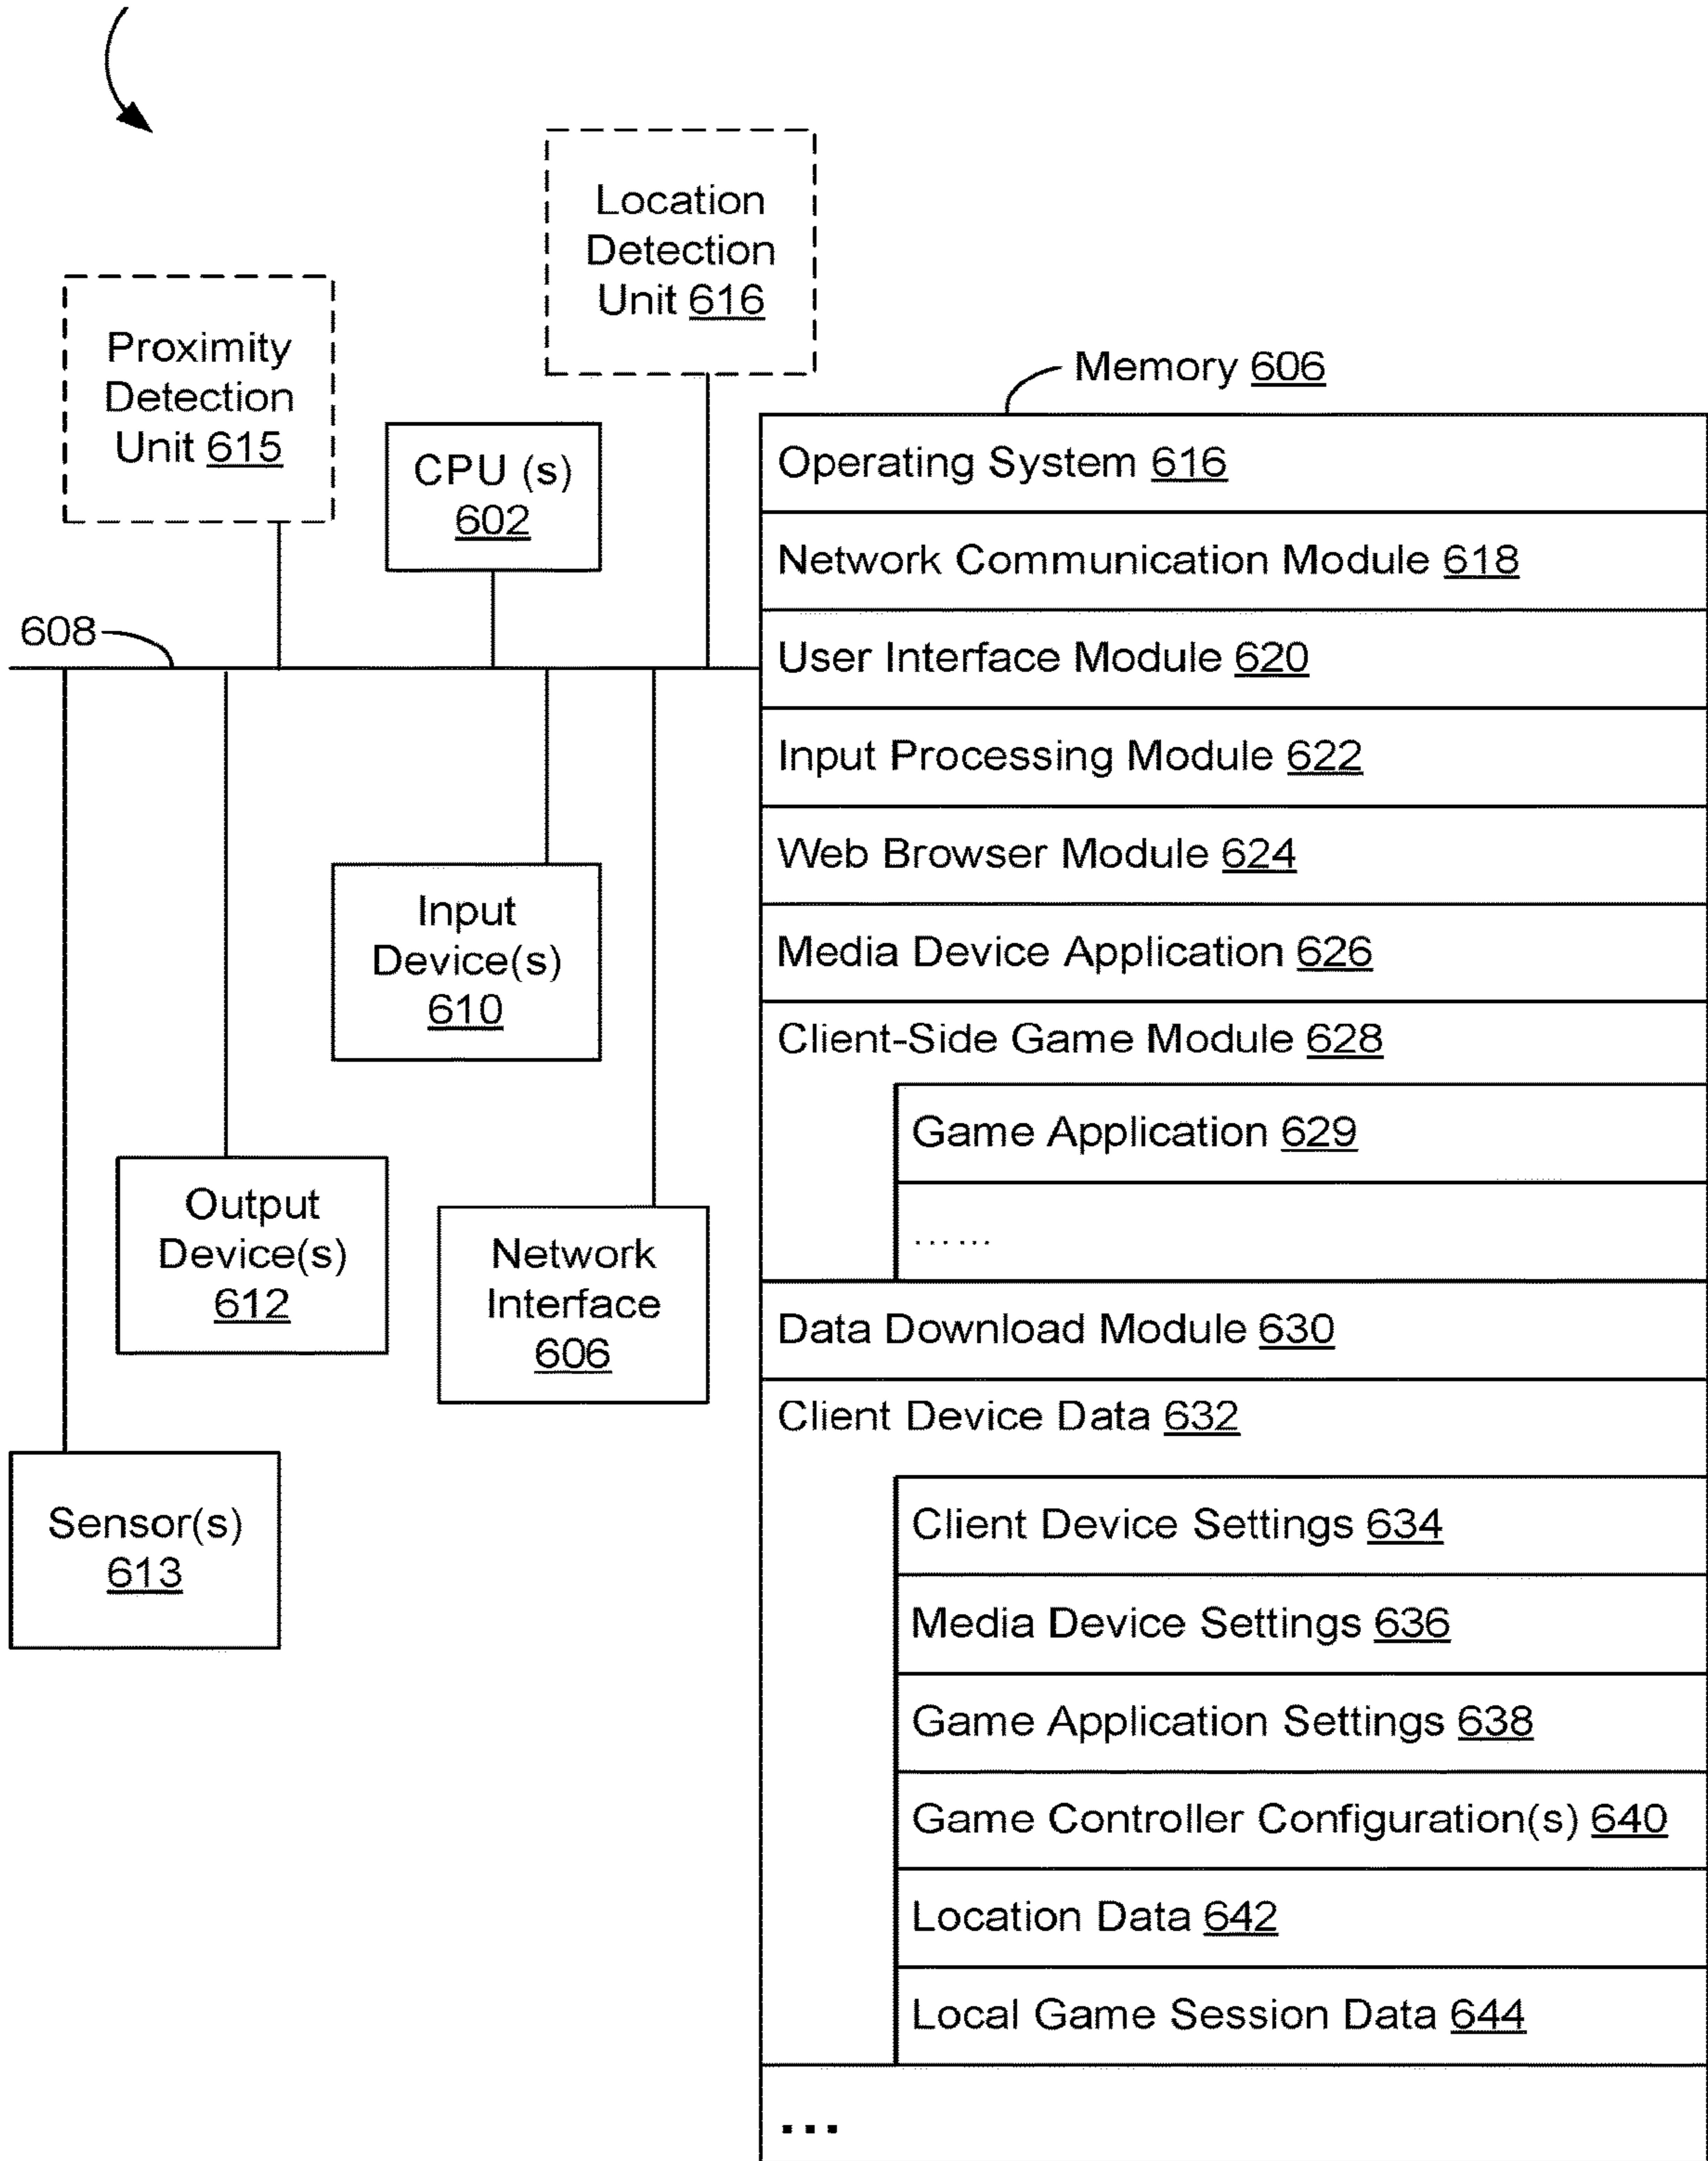 Location
Detection
Unit 616
Proximity
Detection
Unit 615
Memory 606
CPU (s)
602
608
Operating System 616
Network Communication Module 618
User Interface Module 620
Input Processing Module 622
Web Browser Module 624
Media Device Application 626
Client-Side Game Module 628
Game Application 629
......
Data Download Module 630
Client Device Data 632
Client Device Settings 634
Media Device Settings 636
Game Application Settings 638
Game Controller Configuration(s) 640
Location Data 642
Local Game Session Data 644
...
Input
Device(s)
610
Output
Device(s)
612
Network
Interface
606
Sensor(s)
613